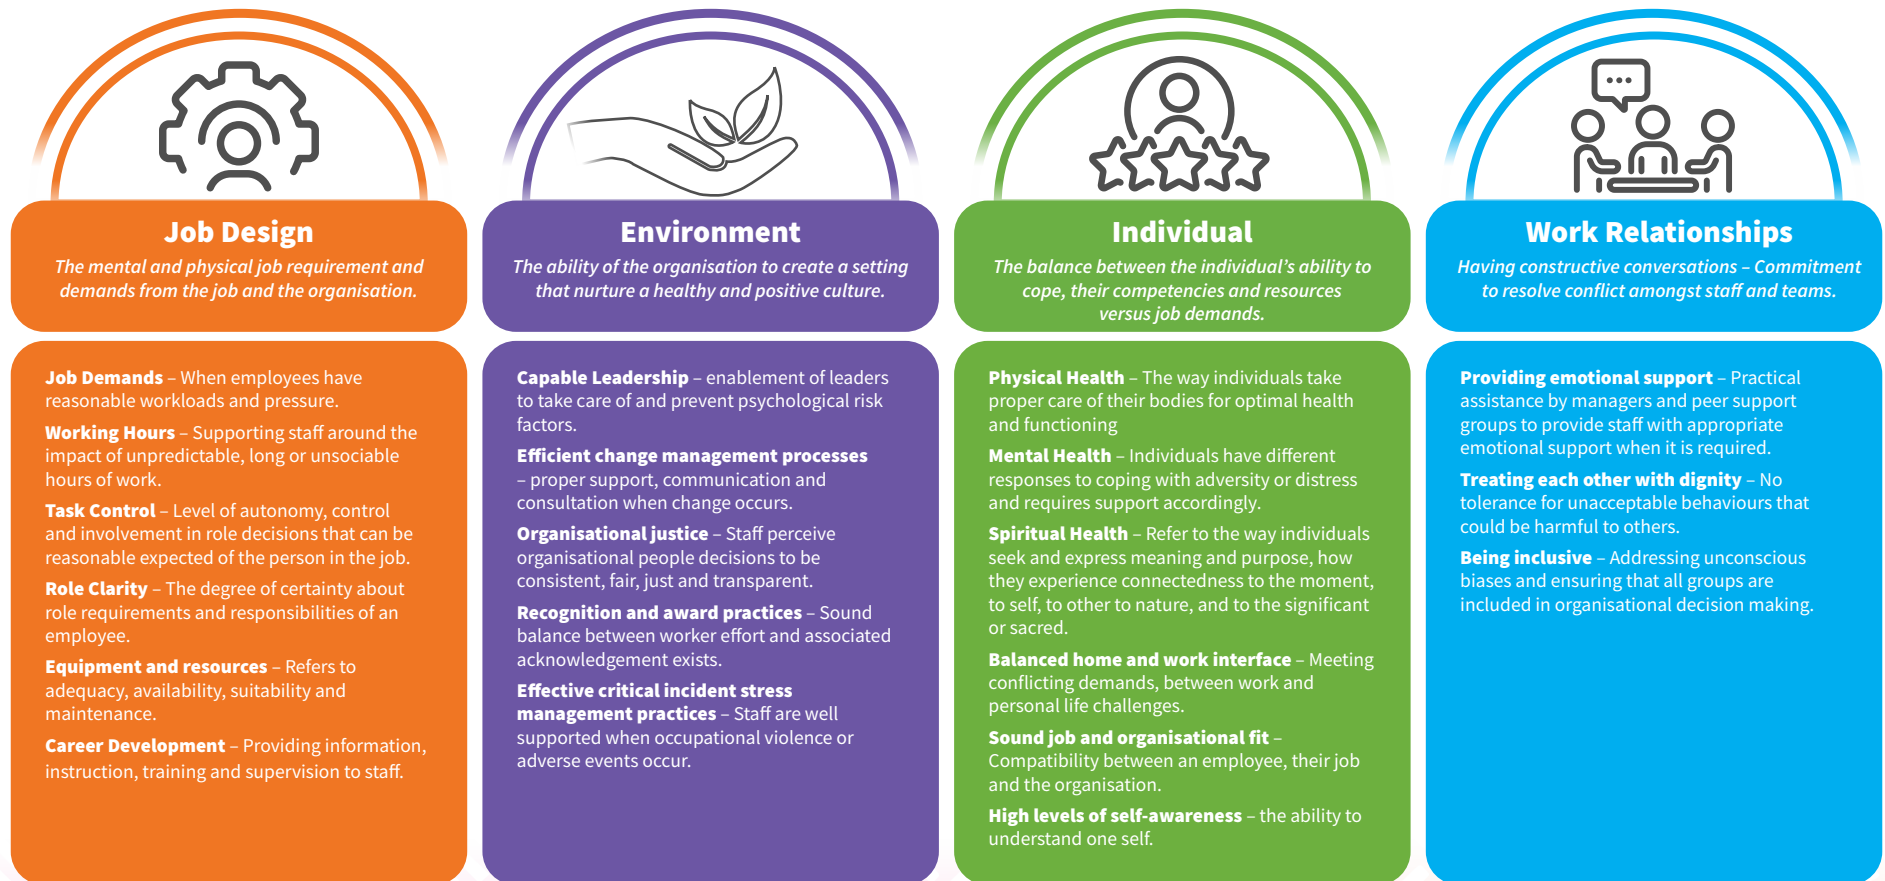 Job Design
The mental and physical job requirement and
demands from the job and the organisation.
Job Demands – When employees have
reasonable workloads and pressure.
Working Hours – Supporting staff around the
impact of unpredictable, long or unsociable
hours of work.
Task Control – Level of autonomy, control
and involvement in role decisions that can be
reasonable expected of the person in the job.
Role Clarity – The degree of certainty about
role requirements and responsibilities of an
employee.
Equipment and resources – Refers to
adequacy, availability, suitability and
maintenance.
Career Development – Providing information,
instruction, training and supervision to staff.
Environment
The ability of the organisation to create a setting
that nurture a healthy and positive culture.
Capable Leadership – enablement of leaders
to take care of and prevent psychological risk
factors.
Efficient change management processes
– proper support, communication and
consultation when change occurs.
Organisational justice – Staff perceive
organisational people decisions to be
consistent, fair, just and transparent.
Recognition and award practices – Sound
balance between worker effort and associated
acknowledgement exists.
Effective critical incident stress
management practices – Staff are well
supported when occupational violence or
adverse events occur.
Individual
The balance between the individual's ability to
cope, their competencies and resources
versus job demands.
Physical Health – The way individuals take
proper care of their bodies for optimal health
and functioning
Mental Health – Individuals have different
responses to coping with adversity or distress
and requires support accordingly.
Spiritual Health – Refer to the way individuals
seek and express meaning and purpose, how
they experience connectedness to the moment,
to self, to other to nature, and to the significant
or sacred.
Balanced home and work interface – Meeting
conflicting demands, between work and
personal life challenges.
Sound job and organisational fit –
Compatibility between an employee, their job
and the organisation.
High levels of self-awareness – the ability to
understand one self.
Work Relationships
Having constructive conversations – Commitment
to resolve conflict amongst staff and teams.
Providing emotional support – Practical
assistance by managers and peer support
groups to provide staff with appropriate
emotional support when it is required.
Treating each other with dignity – No
tolerance for unacceptable behaviours that
could be harmful to others.
Being inclusive – Addressing unconscious
biases and ensuring that all groups are
included in organisational decision making.